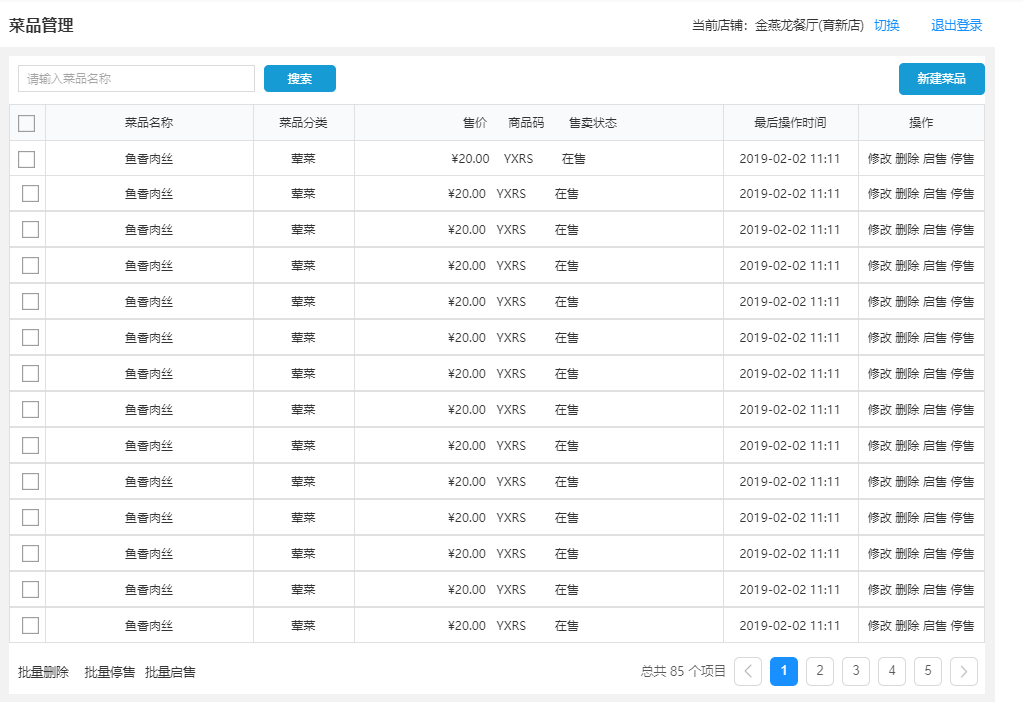 菜品管理 当前店铺：金燕龙餐厅(育新店) 切换 退出登录
请输入菜品名称 搜索 新建菜品
菜品名称 菜品分类 售价 商品码 售卖状态 最后操作时间 操作
鱼香肉丝 荤菜 ¥20.00 YXRS 在售 2019-02-02 11:11 修改 删除 启售 停售
鱼香肉丝 荤菜 ¥20.00 YXRS 在售 2019-02-02 11:11 修改 删除 启售 停售
鱼香肉丝 荤菜 ¥20.00 YXRS 在售 2019-02-02 11:11 修改 删除 启售 停售
鱼香肉丝 荤菜 ¥20.00 YXRS 在售 2019-02-02 11:11 修改 删除 启售 停售
鱼香肉丝 荤菜 ¥20.00 YXRS 在售 2019-02-02 11:11 修改 删除 启售 停售
鱼香肉丝 荤菜 ¥20.00 YXRS 在售 2019-02-02 11:11 修改 删除 启售 停售
鱼香肉丝 荤菜 ¥20.00 YXRS 在售 2019-02-02 11:11 修改 删除 启售 停售
鱼香肉丝 荤菜 ¥20.00 YXRS 在售 2019-02-02 11:11 修改 删除 启售 停售
鱼香肉丝 荤菜 ¥20.00 YXRS 在售 2019-02-02 11:11 修改 删除 启售 停售
鱼香肉丝 荤菜 ¥20.00 YXRS 在售 2019-02-02 11:11 修改 删除 启售 停售
鱼香肉丝 荤菜 ¥20.00 YXRS 在售 2019-02-02 11:11 修改 删除 启售 停售
鱼香肉丝 荤菜 ¥20.00 YXRS 在售 2019-02-02 11:11 修改 删除 启售 停售
鱼香肉丝 荤菜 ¥20.00 YXRS 在售 2019-02-02 11:11 修改 删除 启售 停售
鱼香肉丝 荤菜 ¥20.00 YXRS 在售 2019-02-02 11:11 修改 删除 启售 停售
批量删除 批量停售 批量启售 总共 85 个项目 1 2 3 4 5